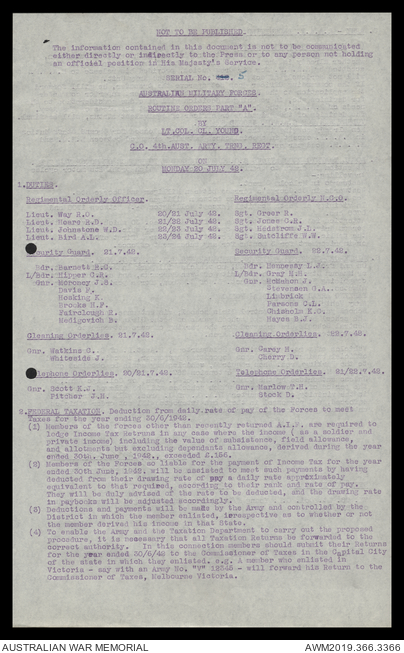 NOT TO BE PUBLISHED.
The information contained in this document is not to be communicated
either directly or indirectly to the Press or to any person not holding
an official position in His Majesty's Service.
SERIAL No. 5
AUSTRALIAN MILITARY FORCES.
ROUTINE ORDERS PART "A".
BY
LT.COL. CL. YOUNG.
C.O. 4th.ADST. ARTY. TRNG. REGT.
ON
MONDAY 20 JULY 42.
1.DUTIES.
Regimental Orderly Officer. Regimental Orderly N.C.O.
Lieut. Way R.O. 20/21 July 42. Sgt. Greer R.
Lieut. Hoare R.D. 21/22 July 42. Sgt. Jones G.R.
Lieut. Johnstone W.D. 22/23 July 42. Sgt. Hedstrom J.L.
Lieut. Bird A.L. 23/24 July 42. Sgt. Sutcliffe N.W.
Security Guard. 21.7.42. Security Guard. 22.7.42.
Bdr. Barnett H.G. Bdr. Hennessy L.J.
L/Bdr. Hipper C.R. L/Bdr. Gray H.H.
Gnr. Moroney J.S. Gnr. McMahon J.
Davis F. Stevenson G.A.
Hocking K. Limbrick
Brooks H.F. Parsons C.L.
Fairclough R. Chisholm K.O.
Hedigovich B. Hayes B.J.
Cleaning Orderlies. 21.7.42. Cleaning Orderlies. 22.7.42.
Gnr. Watkins S. Gnr. Carey H.
Whiteside J. Cherry D.
Telephone Orderlies. 20/21.7.42. Telephone Orderlies. 21/22.7.42.
Gnr. Scott K.J. Gnr. Harlow T.H.
Pitcher J.H. Stock D.
2.FEDERAL TAXATION. Deduction from daily rate of pay of the Forces to meet
Taxes for the year ending 30/6/1942.
(1) Members of the Forces other than recently returned A.I.F. are required to
lodge Income Tax Returns in any case where the income ( as a soldier and
private income) including the value of subsistence, field allowance,
and allotments but excluding dependants allowance, derived during the year
ended 30th. June , 1942, exceeded £.156.
(2) Members of the Forces so liable for the payment of Income Tax for the year
ended 30th June, 1942, will be assisted to meet such payments by having
deducted from their drawing rate of pay a daily rate approximately
equivalent to that required, according to their rank and rate of pay.
They will be duly advised of the rate to be deducted, and the drawing rate
in paybooks will be adjusted accordingly.
(3) Deductions and payments will be made by the Army and controlled by the
District in which the member enlisted, irrespective as to whether or not
the member derived his income in that State.
(4) To enable the Army and the Taxation Department to carry out the proposed
procedure, it is necessary that all Taxation Returns be forwarded to the
correct authority. In this connection members should submit their Returns
for the year ended 30/6/42 to the Commissioner of Taxes in the Capital City
of the state in which they enlisted. e.g. A member who enlisted in
Victoria - say with an Army No. "V" 12345 - will forward his Return to the
Commissioner of Taxes, Melbourne Victoria.
AUSTRALIAN WAR MEMORIAL AWM2019.366.3366